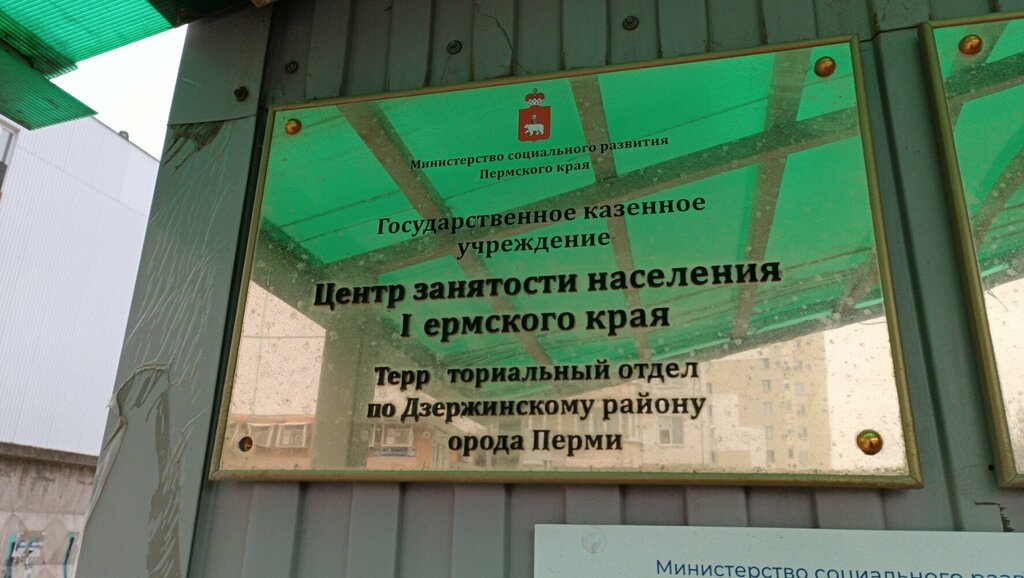 Министерство социального развития
Пермского края
Государственное казенное
учреждение
Центр занятости населения
I ермского края
Терр ториальный отдел
по Дзержинскому району
орода Перми
Министерство социального